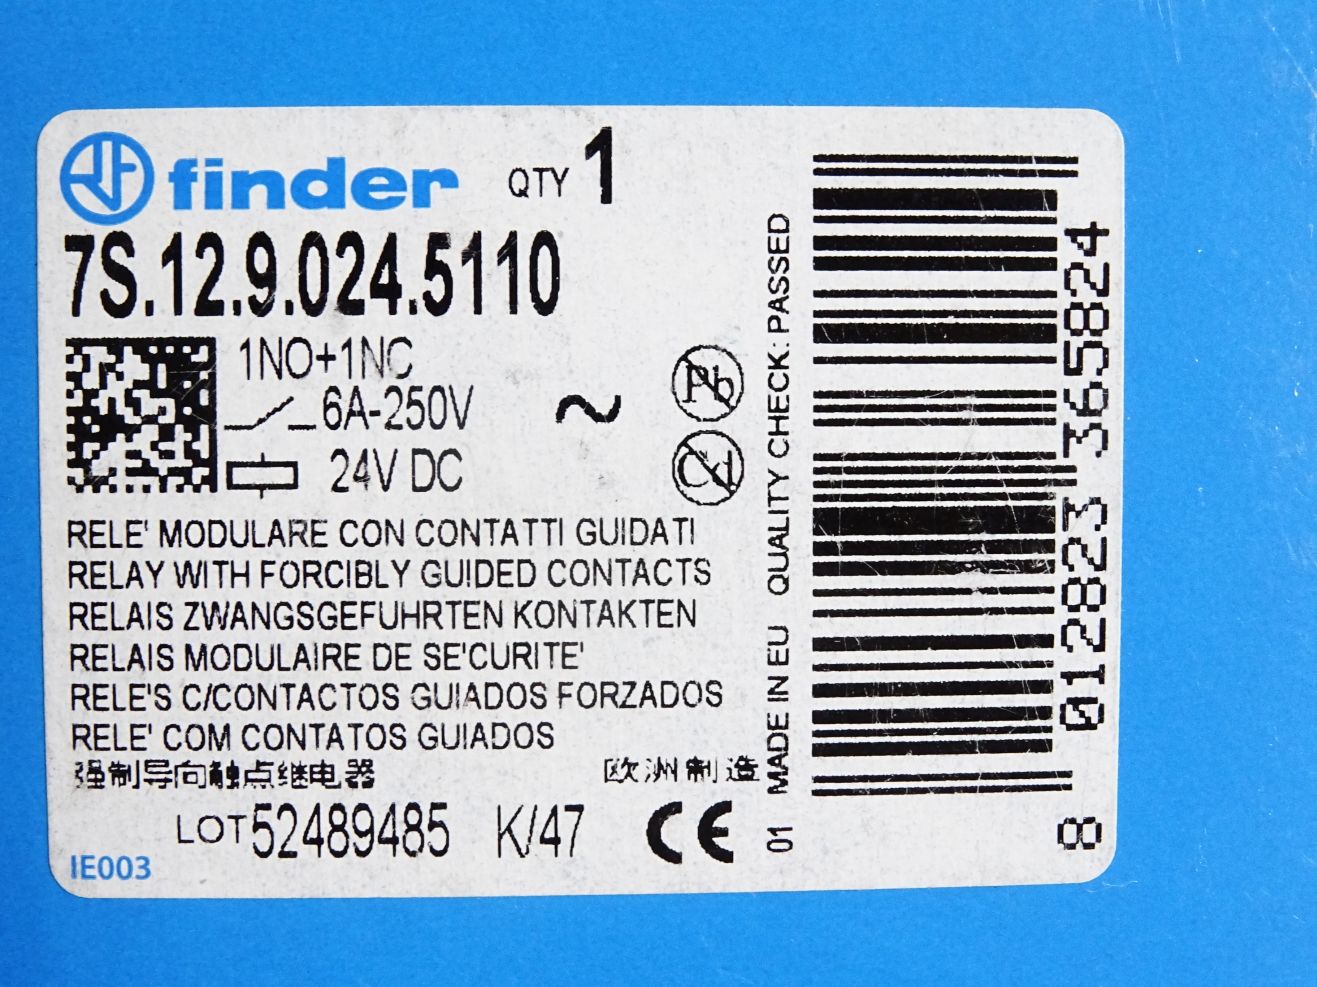 finder QTY 1
7S.12.9.024.5110
1NO+1NC
6A-250V ~
24V DC
Pb
Cd
RELE' MODULARE CON CONTATTI GUIDATI
RELAY WITH FORCIBLY GUIDED CONTACTS
RELAIS ZWANGSGEFUHRTEN KONTAKTEN
RELAIS MODULAIRE DE SE'CURITE'
RELE'S C/CONTACTOS GUIADOS FORZADOS
RELE' COM CONTATOS GUIADOS
强制导向触点继电器 欧洲制造
LOT 52489485 K/47 CE
IE003
01 MADE IN EU QUALITY CHECK: PASSED
8 012823 365824